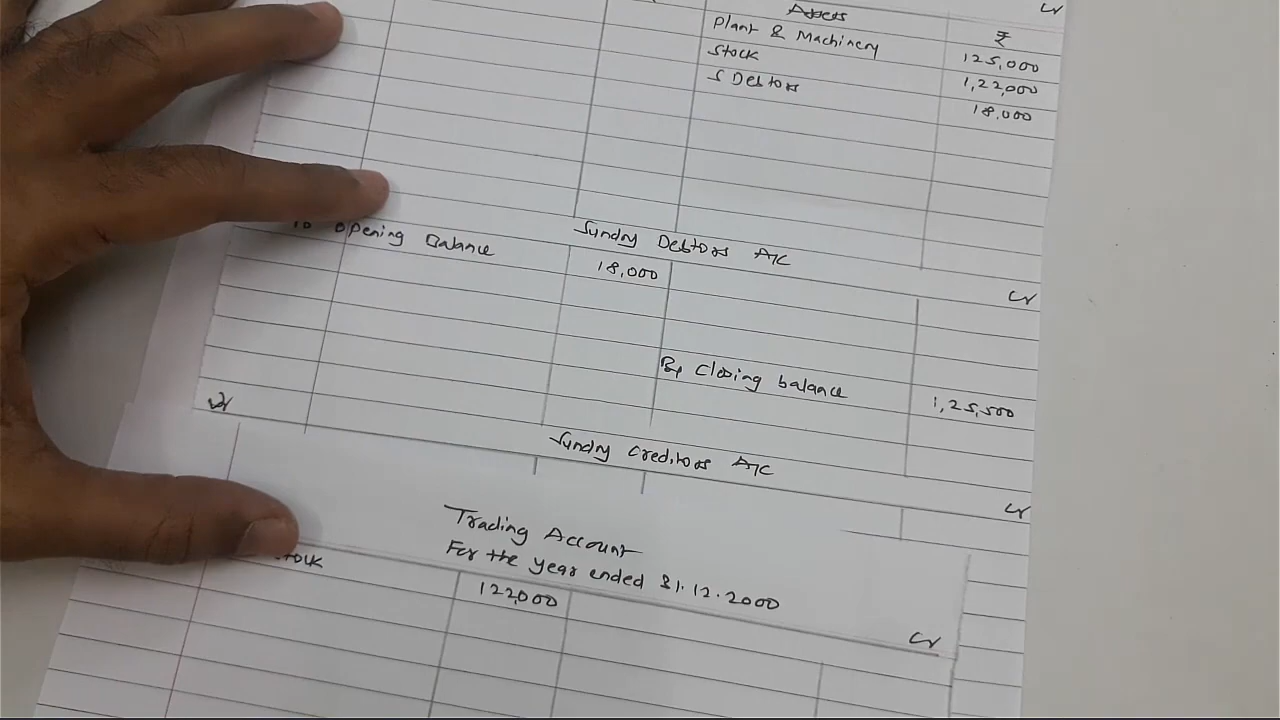 Cr
Assets ₹
Plant & Machinery 125,000
Stock 1,22,000
S Debtors 18,000
Sundry Debtors A/C
Cr
To Opening Balance 18,000
By Closing balance 1,25,500
Dr
Sundry Creditors A/C
Cr
Trading Account
For the year ended 31.12.2000
Cr
Stock 122,000